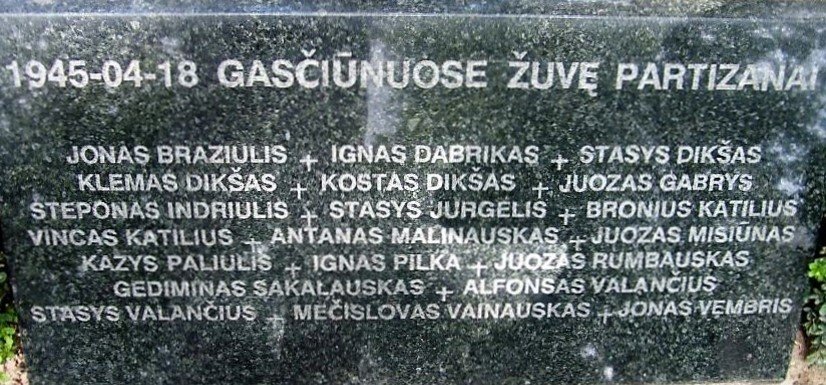 1945-04-18 GASČIŪNUOSE ŽUVĘ PARTIZANAI
JONAS BRAZIULIS + IGNAS DABRIKAS + STASYS DIKŠAS
KLEMAS DIKŠAS + KOSTAS DIKŠAS + JUOZAS GABRYS
STEPONAS INDRIULIS + STASYS JURGELIS + BRONIUS KATILIUS
VINCAS KATILIUS + ANTANAS MALINAUSKAS + JUOZAS MISIŪNAS
KAZYS PALIULIS + IGNAS PILKA + JUOZAS RUMBAUSKAS
GEDIMINAS SAKALAUSKAS + ALFONSAS VALANČIUS
STASYS VALANČIUS + MEČISLOVAS VAINAUSKAS + JONAS VEMBRIS